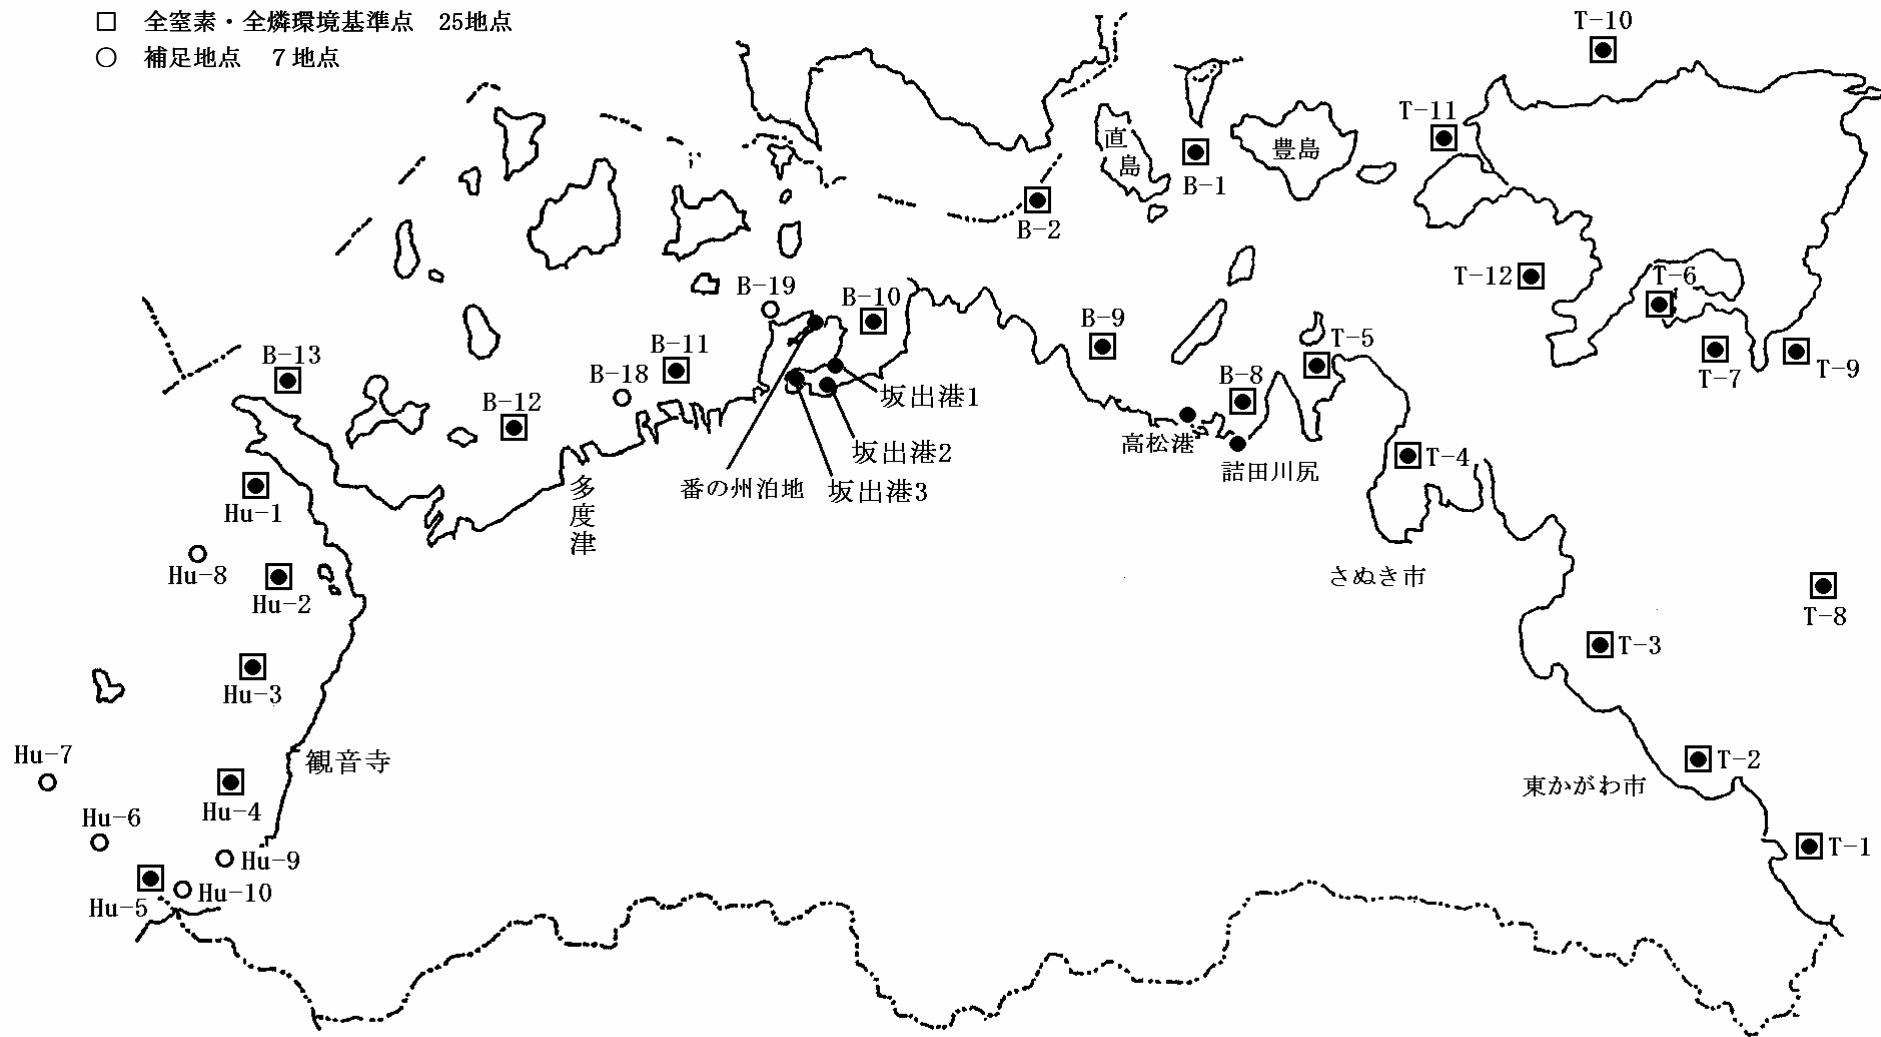 □ 全窒素・全燐環境基準点 25地点
○ 補足地点 7地点
T-10
T-11
直島
豊島
B-1
B-2
T-12
T-6
B-19
B-10
B-9
T-5
B-13
B-11
B-18
B-12
B-8
T-7
T-9
坂出港1
坂出港2
坂出港3
番の州泊地
多度津
高松港
詰田川尻
T-4
Hu-1
Hu-8
Hu-2
さぬき市
T-8
T-3
Hu-3
Hu-7
観音寺
T-2
東かがわ市
Hu-4
Hu-6
Hu-9
T-1
Hu-10
Hu-5